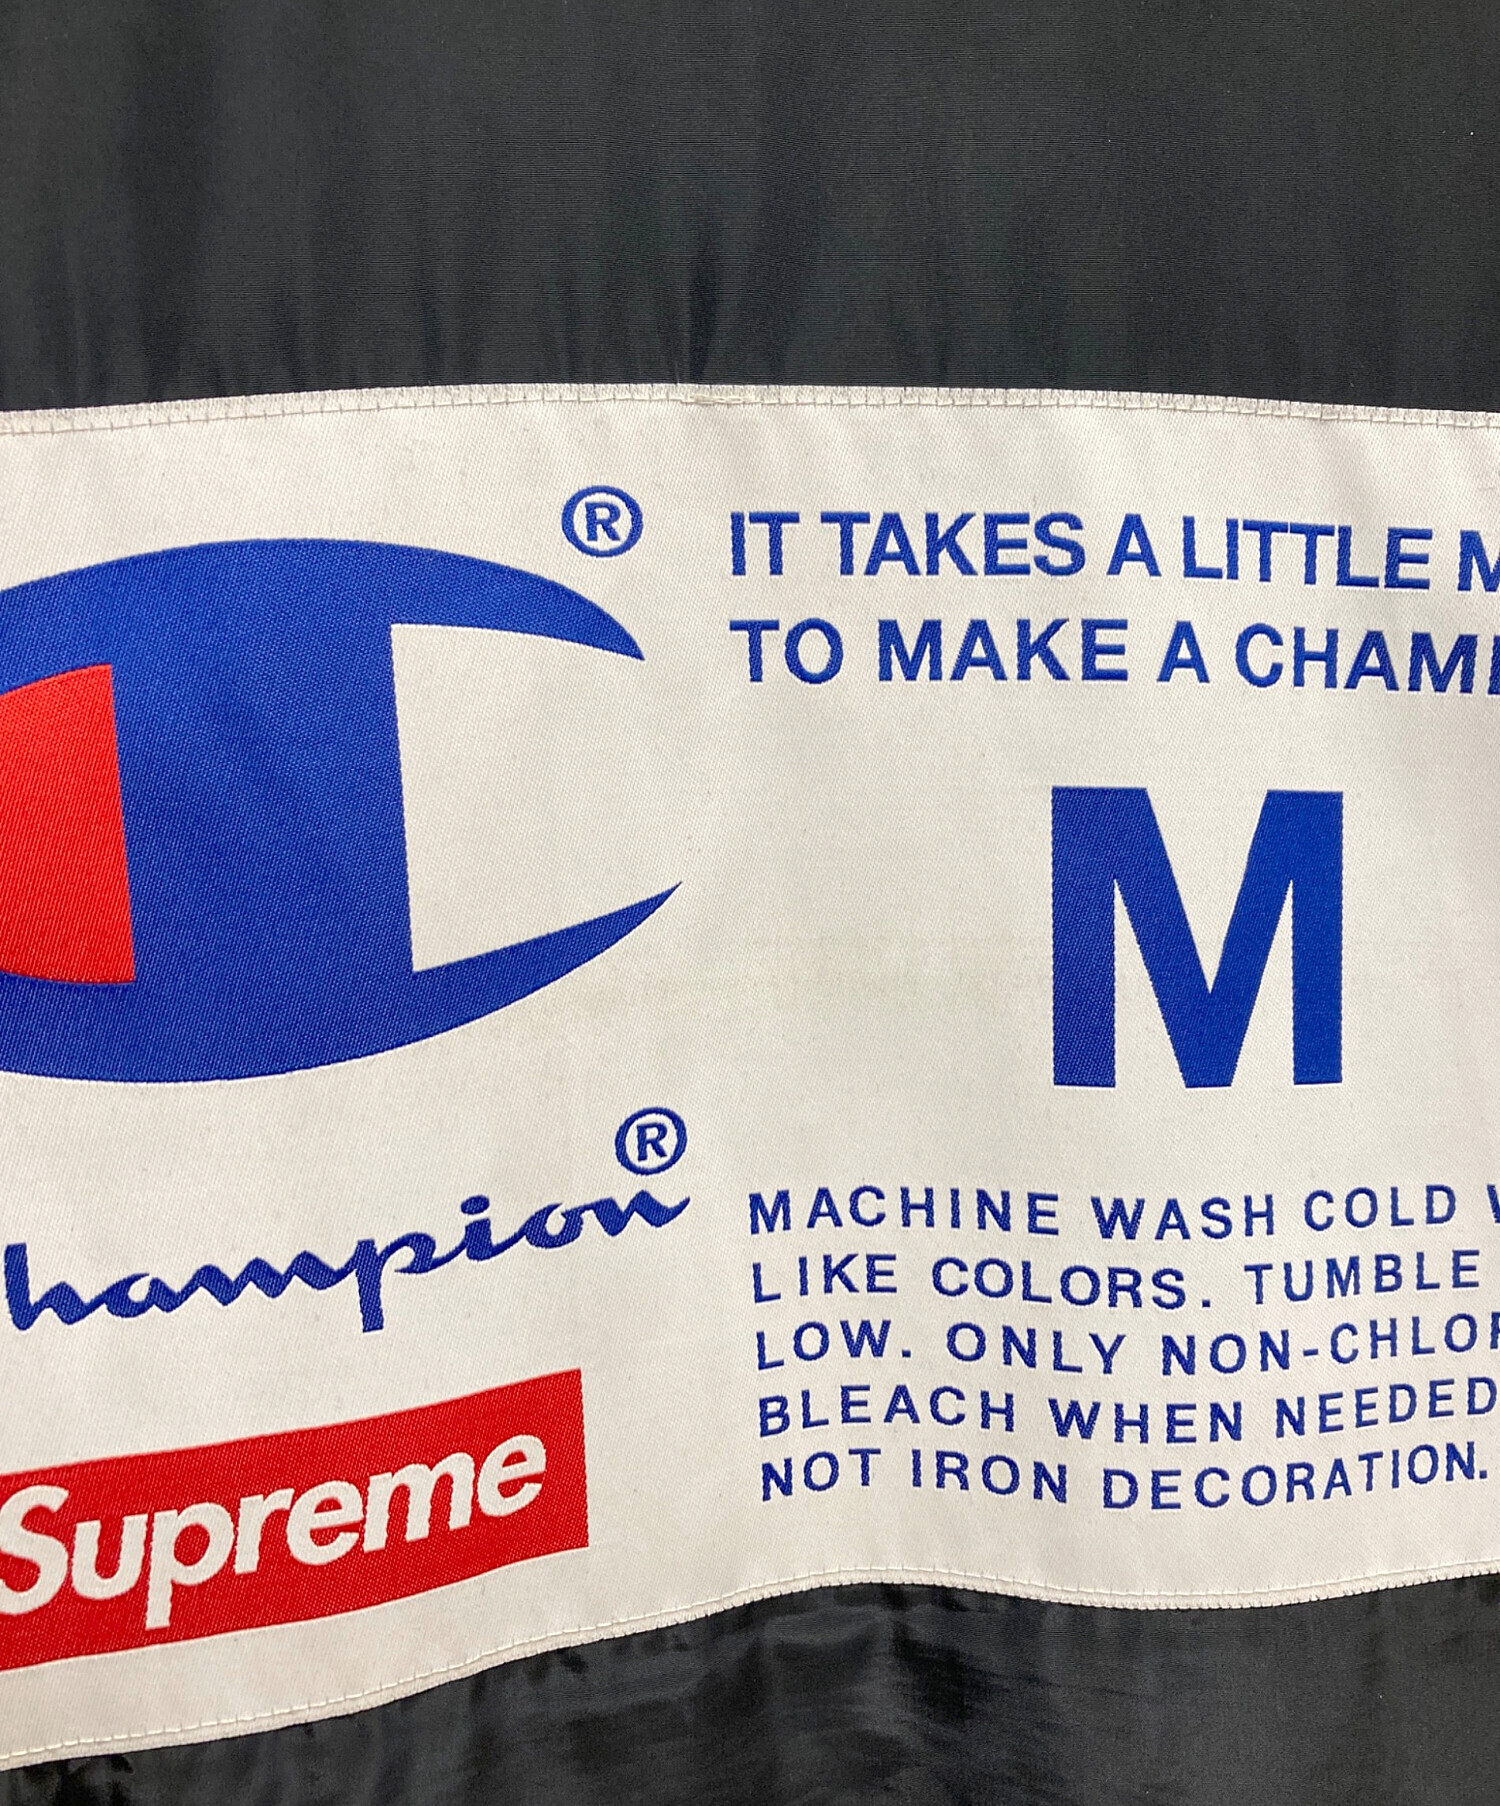 ®
IT TAKES A LITTLE M
TO MAKE A CHAMP
M
®
hampion
Supreme
MACHINE WASH COLD W
LIKE COLORS. TUMBLE
LOW. ONLY NON-CHLOR
BLEACH WHEN NEEDED
NOT IRON DECORATION.